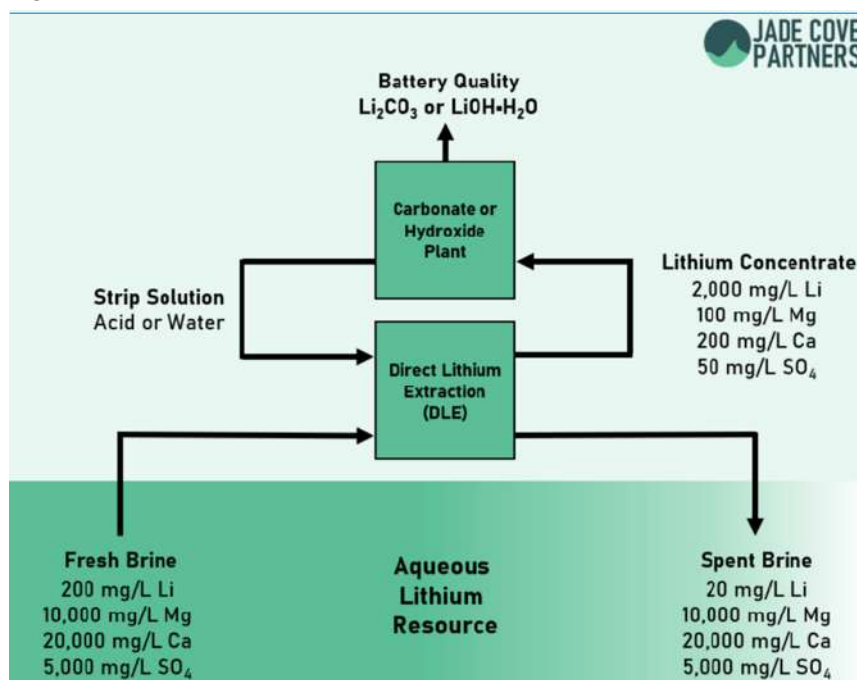 JADE COVE
PARTNERS
Battery Quality
Li₂CO₃ or LiOH▪H₂O
Carbonate or
Hydroxide
Plant
Strip Solution
Acid or Water
Lithium Concentrate
2,000 mg/L Li
100 mg/L Mg
200 mg/L Ca
50 mg/L SO₄
Direct Lithium
Extraction
(DLE)
Fresh Brine
200 mg/L Li
10,000 mg/L Mg
20,000 mg/L Ca
5,000 mg/L SO₄
Aqueous
Lithium
Resource
Spent Brine
20 mg/L Li
10,000 mg/L Mg
20,000 mg/L Ca
5,000 mg/L SO₄